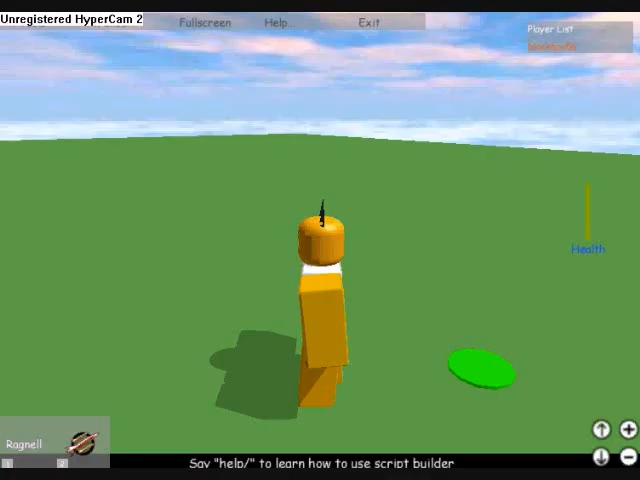 Unregistered HyperCam 2
Fullscreen Help... Exit
Player List
Health
Ragnell
1 2
Say "help/" to learn how to use script builder